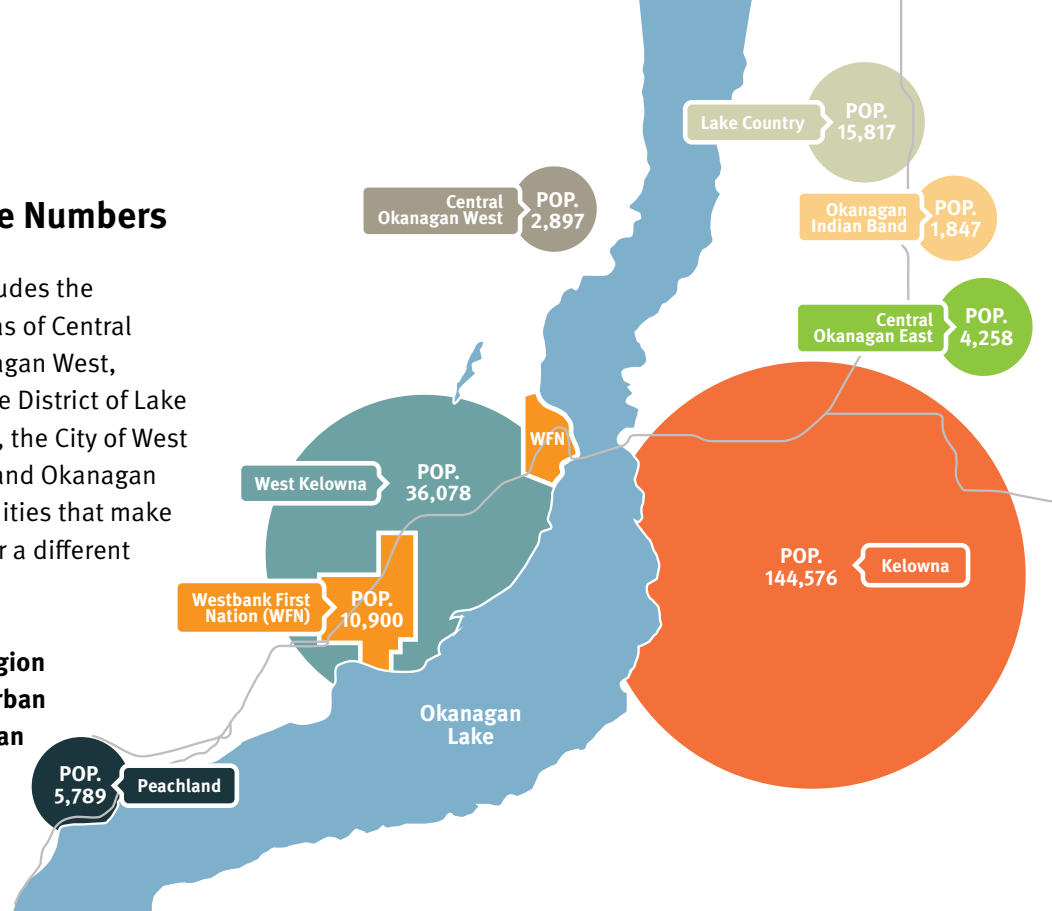 e Numbers
udes the
as of Central
agan West,
e District of Lake
, the City of West
and Okanagan
ities that make
r a different
gion
rban
an
Lake Country
POP.
15,817
Central
Okanagan West
POP.
2,897
Okanagan
Indian Band
POP.
1,847
Central
Okanagan East
POP.
4,258
WFN
West Kelowna
POP.
36,078
POP.
144,576
Kelowna
Westbank First
Nation (WFN)
POP.
10,900
Okanagan
Lake
POP.
5,789
Peachland